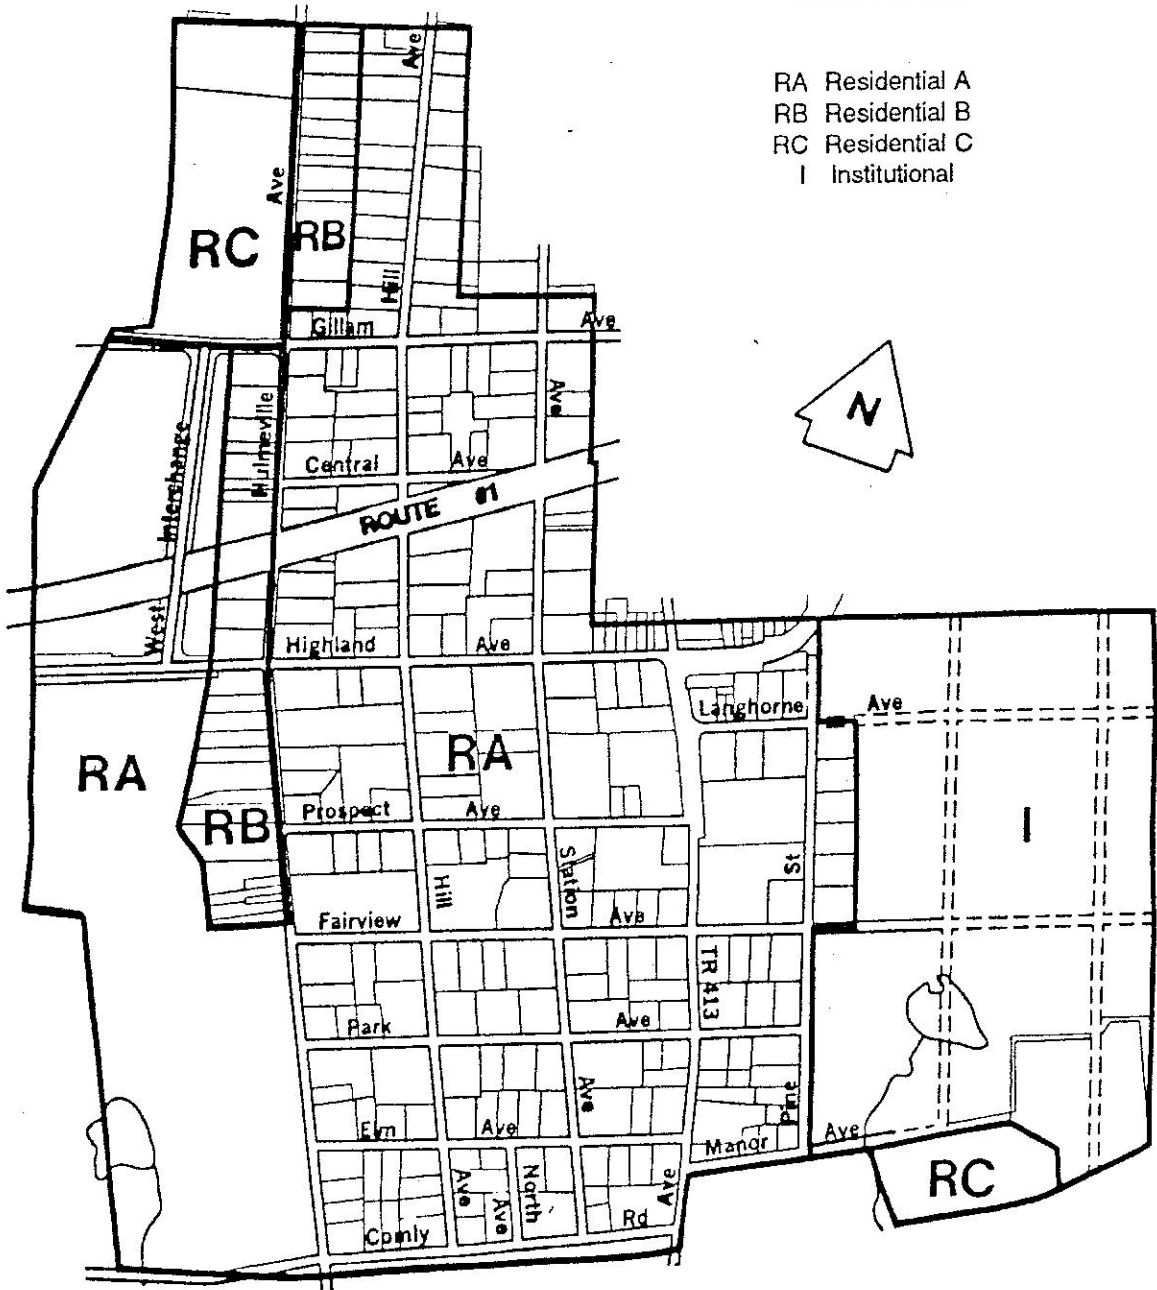 RA Residential A
RB Residential B
RC Residential C
I Institutional
Ave
Ave
RC
RB
Hill
Gillam
Ave
Ave
Hulmeville
Interchange
West
Central
Ave
ROUTE #1
N
Highland
Ave
Langhorne
Ave
RA
RA
RB
I
Prospect
Ave
Hill
Station
St
Fairview
Ave
TR 413
Park
Ave
Ave
Pine
Elm
Ave
Manor
Ave
RC
Ave
Ave
North
Ave
Comly
Rd